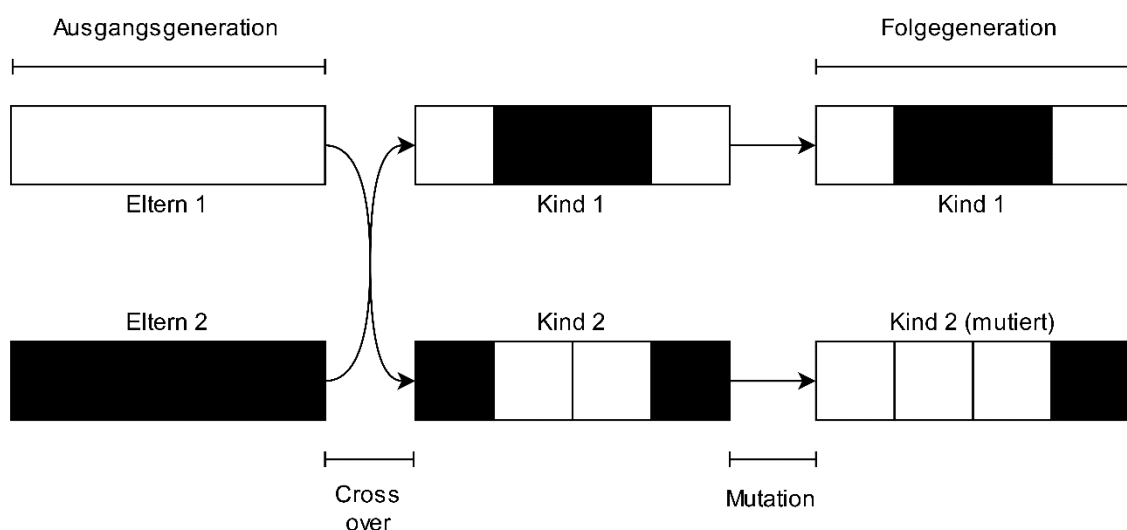 Ausgangsgeneration
Folgegeneration
Eltern 1
Kind 1
Kind 1
Eltern 2
Kind 2
Kind 2 (mutiert)
Cross
over
Mutation